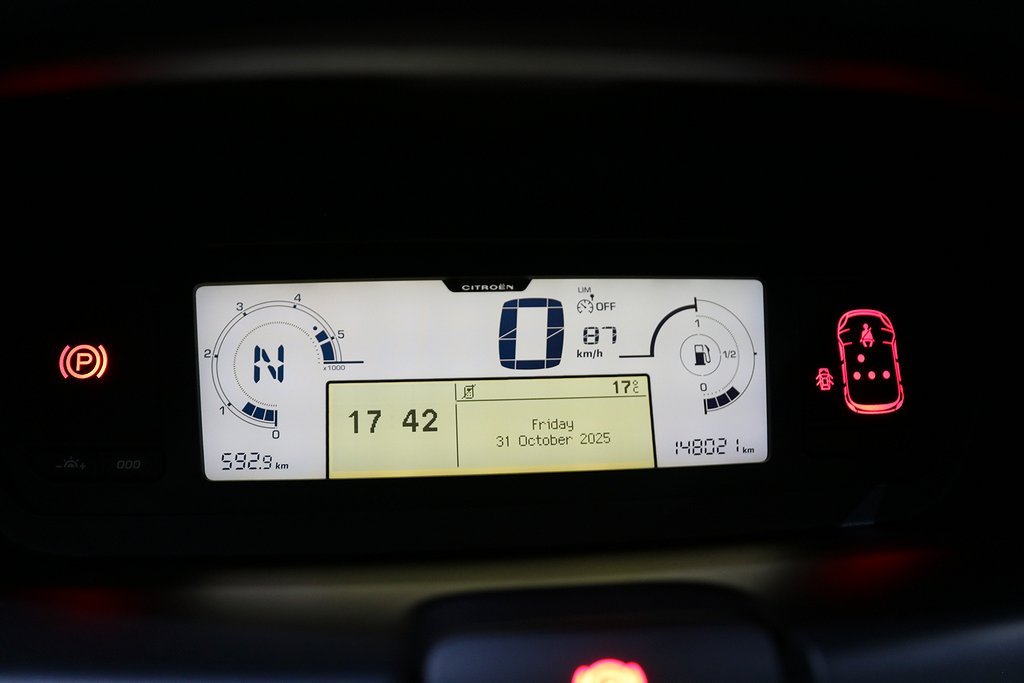 CITROËN
LIM
OFF
87
km/h
0
4
3
5
2
x1000
N
1
0
1
1/2
0
P
17 42
17°C
Friday
31 October 2025
592.9 km
148021 km
000